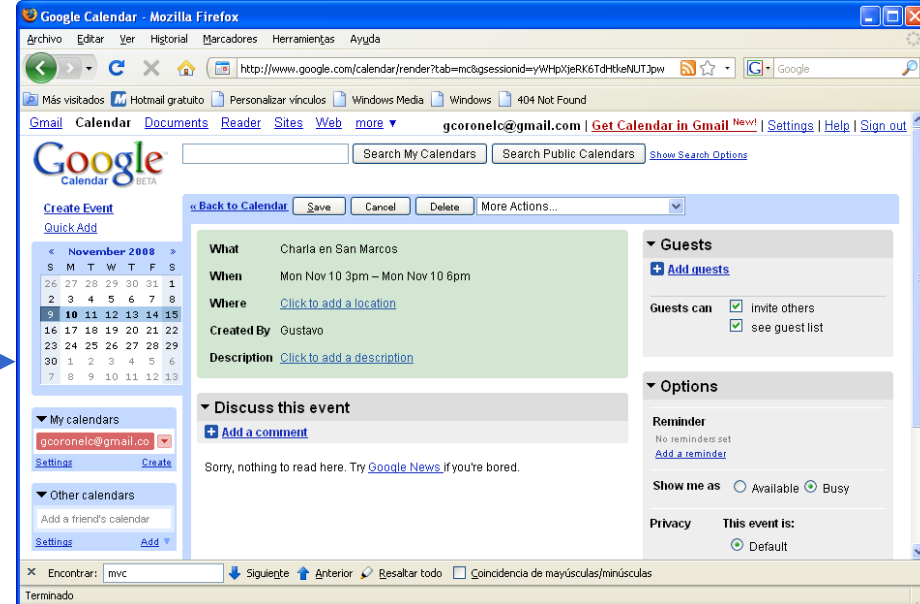 Google Calendar - Mozilla Firefox
Archivo Editar Ver Historial Marcadores Herramientas Ayuda
http://www.google.com/calendar/render?tab=mc&gsessionid=yWHpXjeRK6TdHtkeNUTJpw
G Google
Más visitados Hotmail gratuito Personalizar vínculos Windows Media Windows 404 Not Found
Gmail Calendar Documents Reader Sites Web more ▼ gcoronelc@gmail.com | Get Calendar in Gmail New! | Settings | Help | Sign out
Google Calendar BETA
Search My Calendars Search Public Calendars Show Search Options
Create Event
Quick Add
« Back to Calendar Save Cancel Delete More Actions...
« November 2008 »
S M T W T F S
26 27 28 29 30 31 1
2 3 4 5 6 7 8
9 10 11 12 13 14 15
16 17 18 19 20 21 22
23 24 25 26 27 28 29
30 1 2 3 4 5 6
7 8 9 10 11 12 13
My calendars
gcoronelc@gmail.co
Settings Create
Other calendars
Add a friend's calendar
Settings Add ▼
What Charla en San Marcos
When Mon Nov 10 3pm – Mon Nov 10 6pm
Where Click to add a location
Created By Gustavo
Description Click to add a description
Discuss this event
Add a comment
Sorry, nothing to read here. Try Google News if you're bored.
Guests
Add guests
Guests can invite others
see guest list
Options
Reminder
No reminders set
Add a reminder
Show me as Available Busy
Privacy This event is:
Default
Encontrar: mvc Siguiente Anterior Resaltar todo Coincidencia de mayúsculas/minúsculas
Terminado